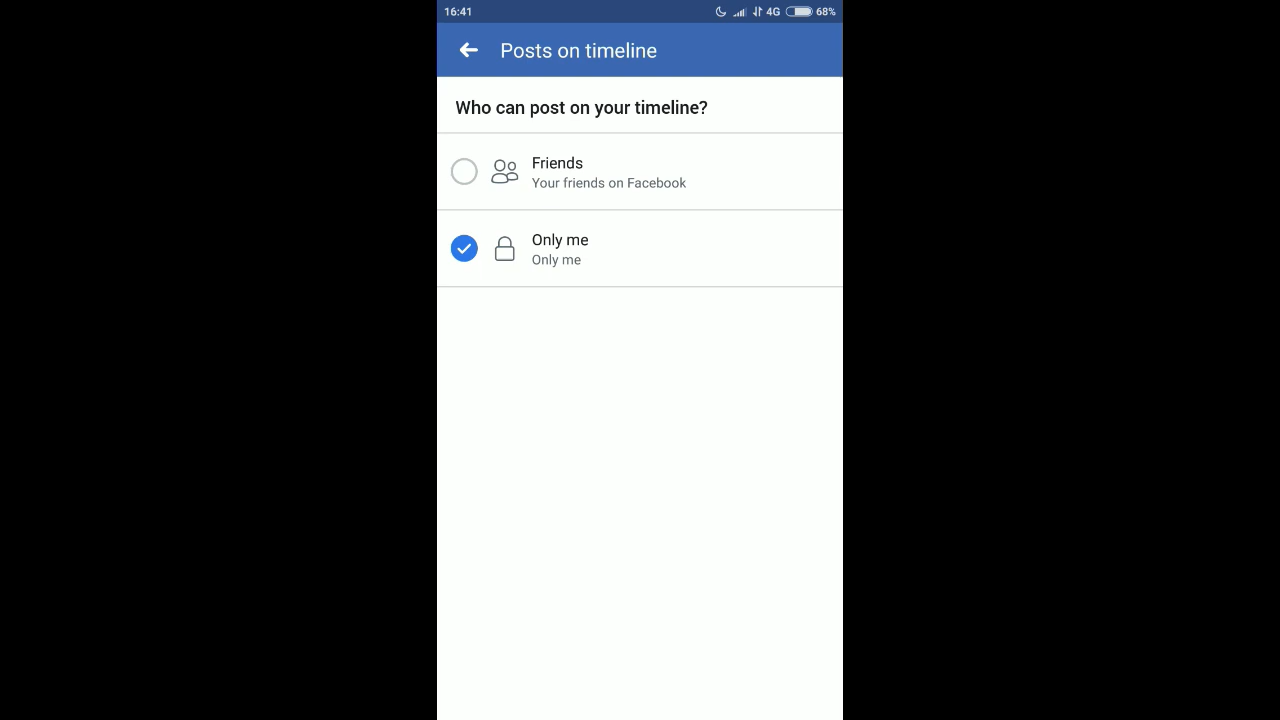 16:41 4G 68%
Posts on timeline
Who can post on your timeline?
Friends
Your friends on Facebook
Only me
Only me